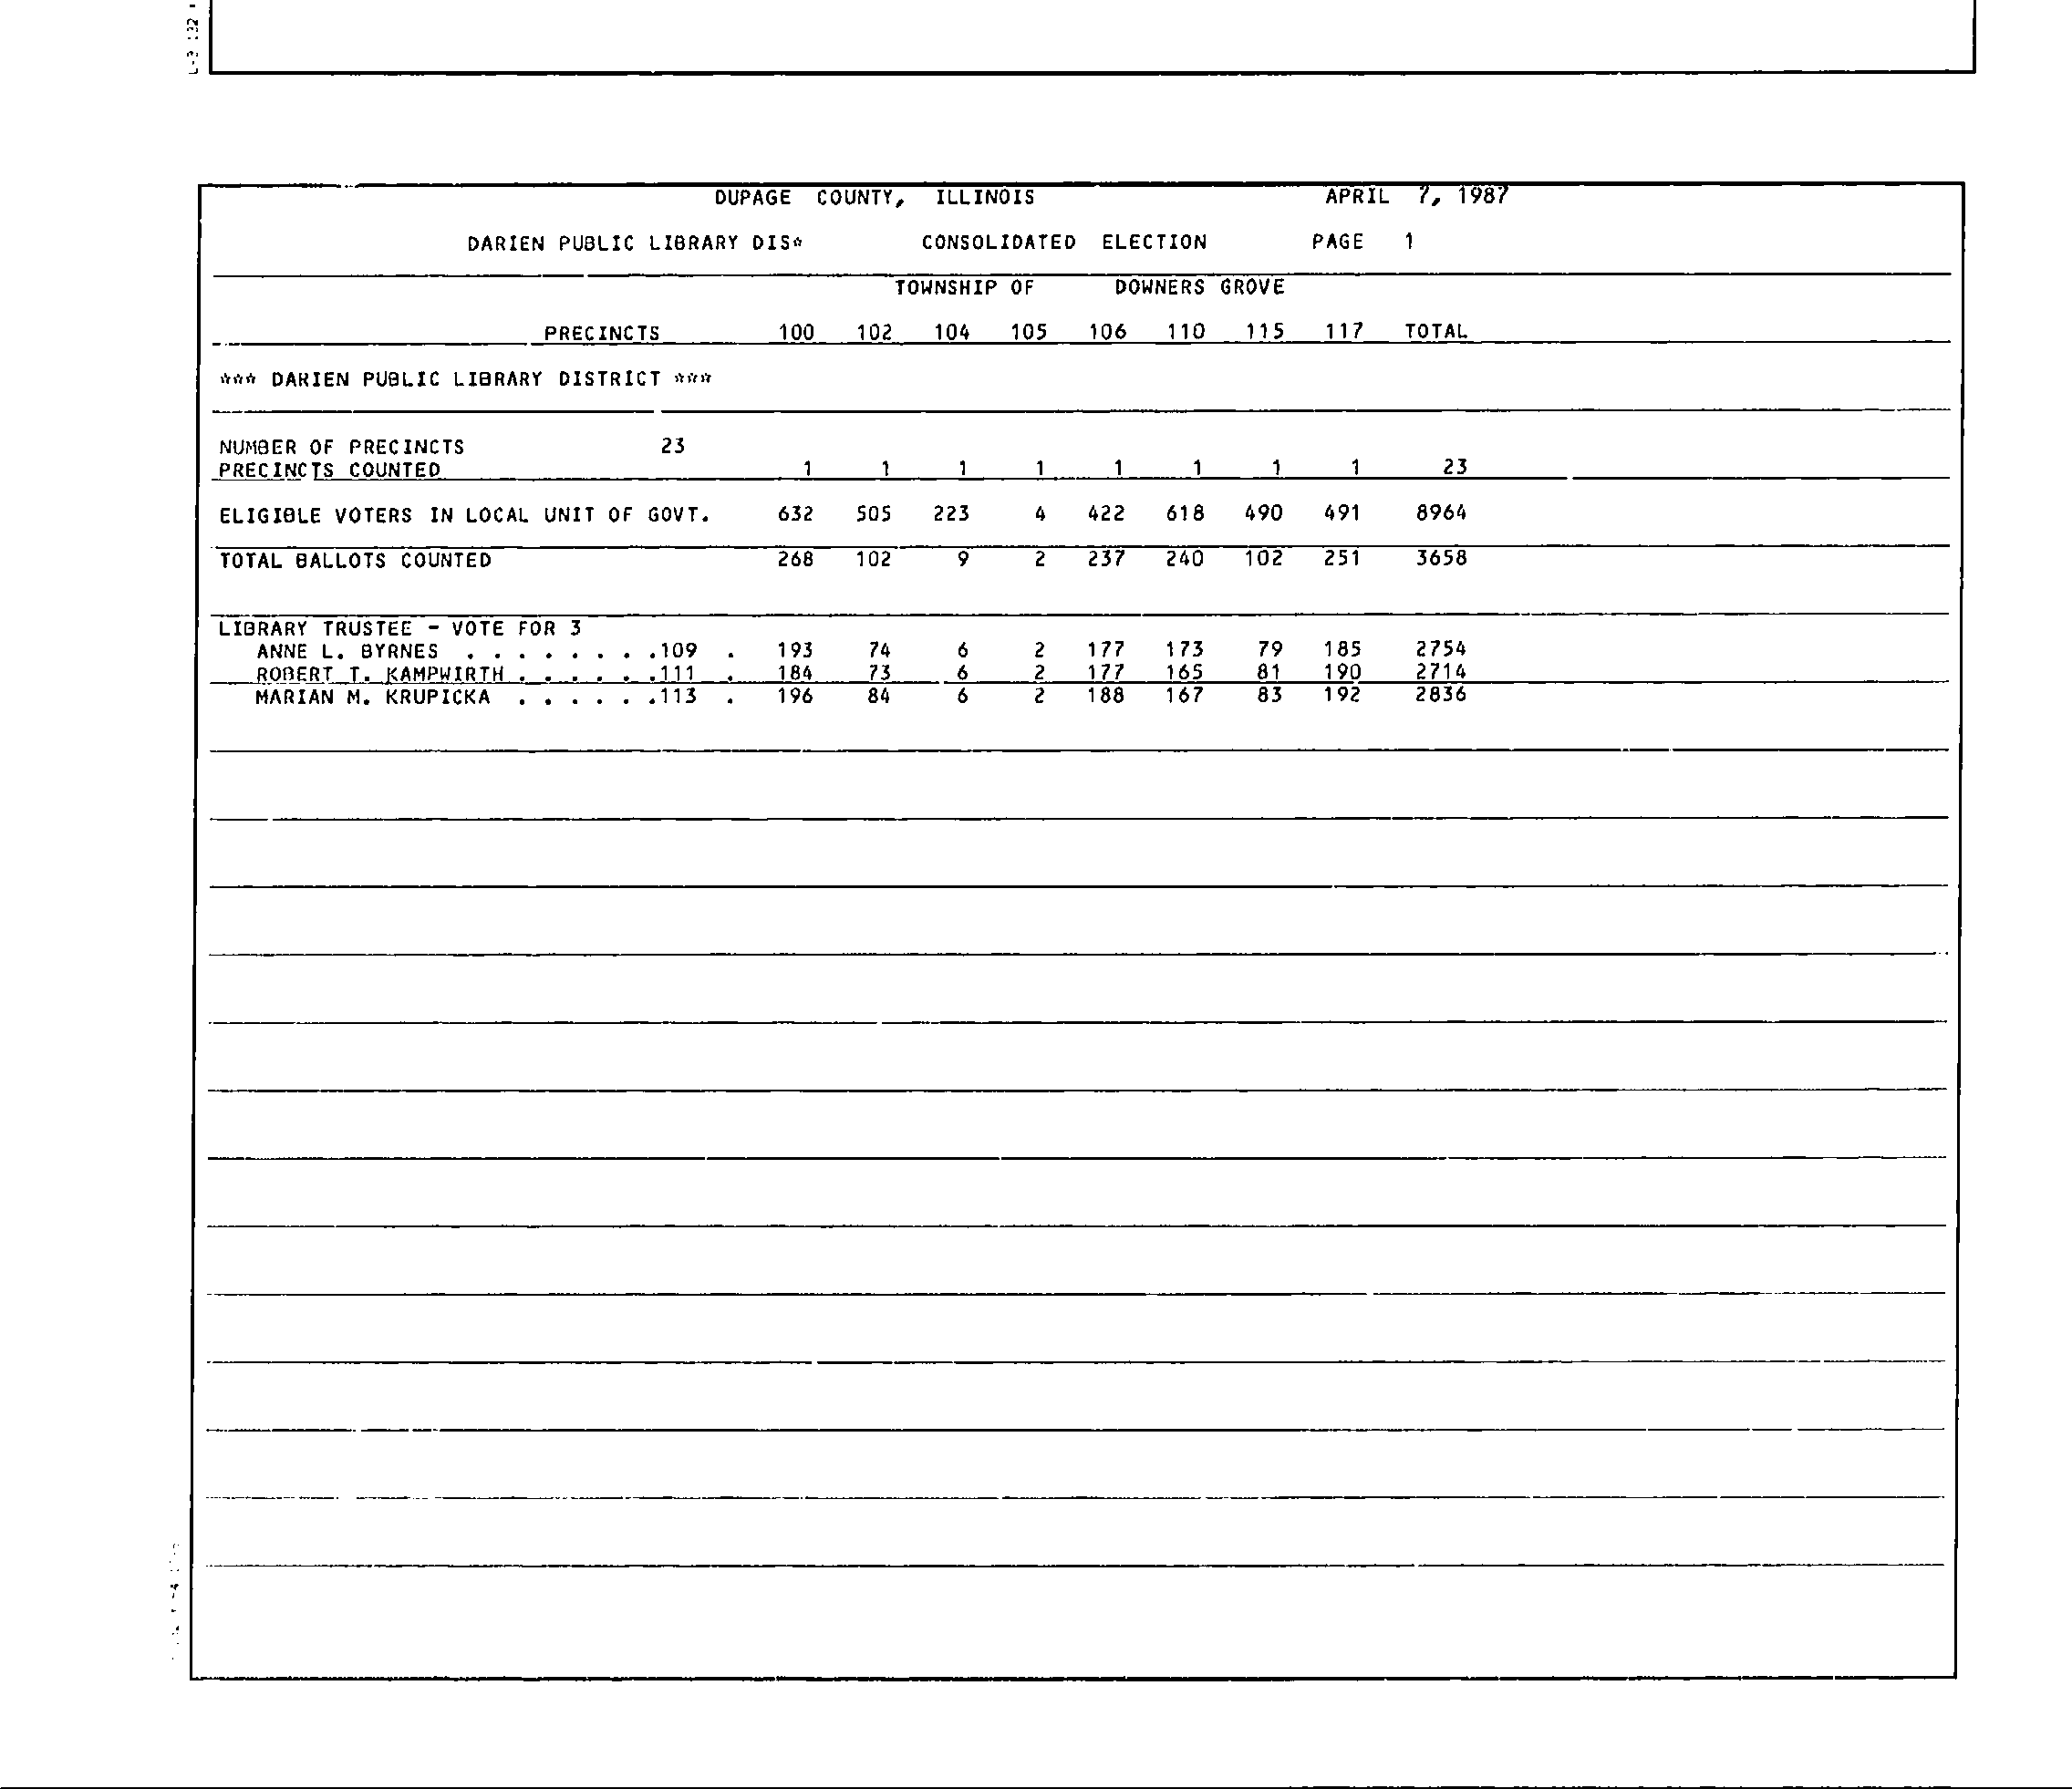 DUPAGE COUNTY, ILLINOIS APRIL 7, 1987
DARIEN PUBLIC LIBRARY DIS* CONSOLIDATED ELECTION PAGE 1
TOWNSHIP OF DOWNERS GROVE
PRECINCTS 100 102 104 105 106 110 115 117 TOTAL
*** DARIEN PUBLIC LIBRARY DISTRICT ***
NUMBER OF PRECINCTS 23
PRECINCTS COUNTED 1 1 1 1 1 1 1 1 23
ELIGIBLE VOTERS IN LOCAL UNIT OF GOVT. 632 505 223 4 422 618 490 491 8964
TOTAL BALLOTS COUNTED 268 102 9 2 237 240 102 251 3658
LIBRARY TRUSTEE - VOTE FOR 3
ANNE L. BYRNES . . . . . . . .109 . 193 74 6 2 177 173 79 185 2754
ROBERT T. KAMPWIRTH . . . . . .111 . 184 73 6 2 177 165 81 190 2714
MARIAN M. KRUPICKA . . . . . .113 . 196 84 6 2 188 167 83 192 2836